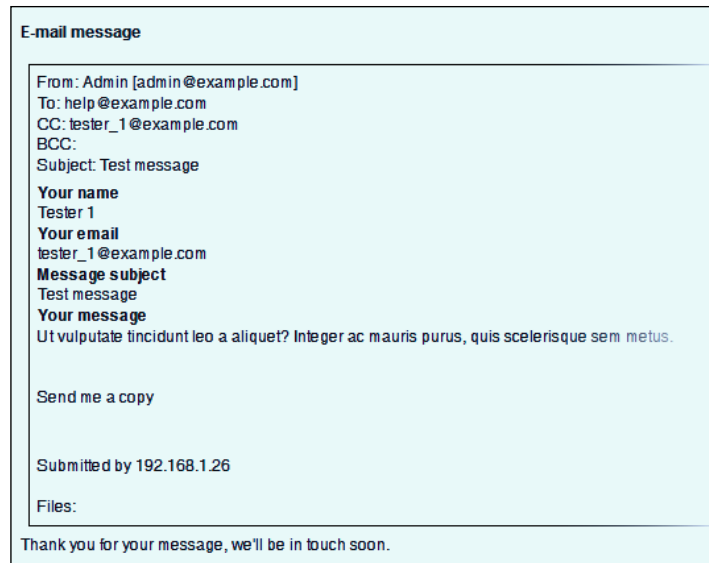 E-mail message
From: Admin [admin@example.com]
To: help@example.com
CC: tester_1@example.com
BCC:
Subject: Test message
Your name
Tester 1
Your email
tester_1@example.com
Message subject
Test message
Your message
Ut vulputate tincidunt leo a aliquet? Integer ac mauris purus, quis scelerisque sem metus.
Send me a copy
Submitted by 192.168.1.26
Files:
Thank you for your message, we'll be in touch soon.